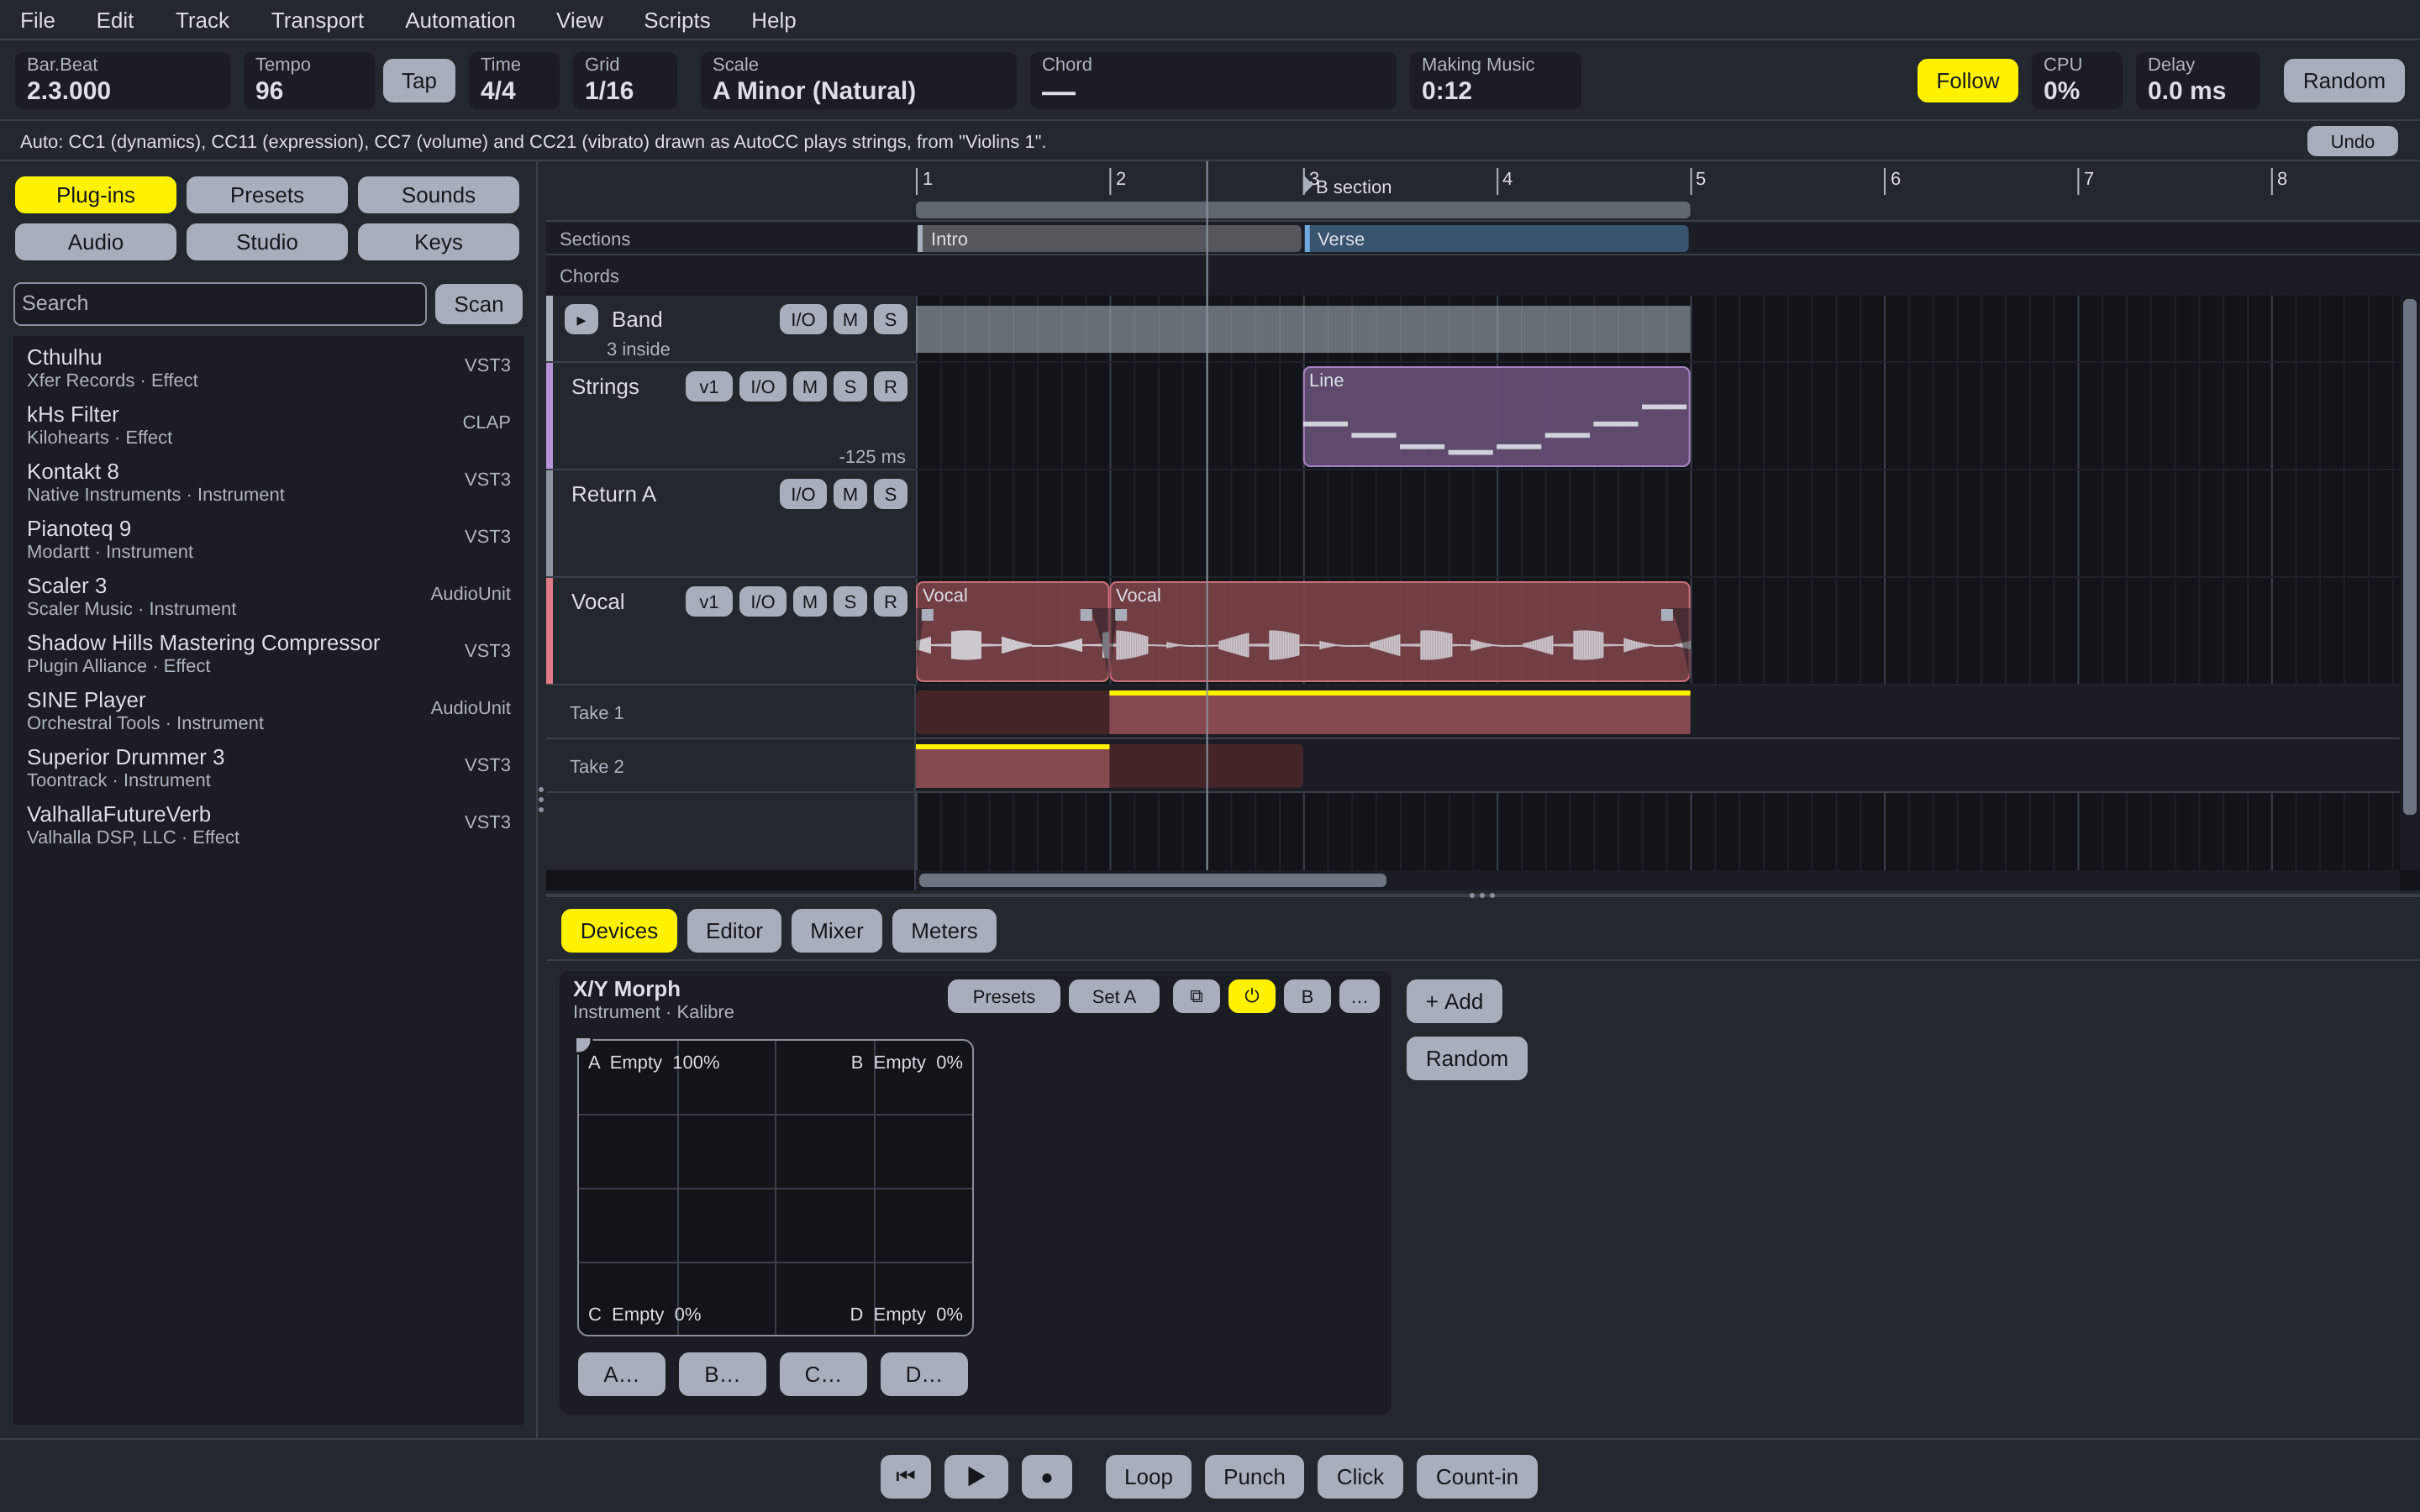 File Edit Track Transport Automation View Scripts Help
Bar.Beat Tempo Time Grid Scale Chord Making Music CPU Delay
2.3.000 96 Tap 4/4 1/16 A Minor (Natural) — 0:12 Follow 0% 0.0 ms Random
Auto: CC1 (dynamics), CC11 (expression), CC7 (volume) and CC21 (vibrato) drawn as AutoCC plays strings, from "Violins 1". Undo
Plug-ins Presets Sounds
Audio Studio Keys
Search Scan
Cthulhu
Xfer Records · Effect
VST3
kHs Filter
Kilohearts · Effect
CLAP
Kontakt 8
Native Instruments · Instrument
VST3
Pianoteq 9
Modartt · Instrument
VST3
Scaler 3
Scaler Music · Instrument
AudioUnit
Shadow Hills Mastering Compressor
Plugin Alliance · Effect
VST3
SINE Player
Orchestral Tools · Instrument
AudioUnit
Superior Drummer 3
Toontrack · Instrument
VST3
ValhallaFutureVerb
Valhalla DSP, LLC · Effect
VST3
1 2 3 4 5 6 7 8
B section
Sections Intro Verse
Chords
Band I/O M S
3 inside
Strings v1 I/O M S R
-125 ms
Line
Return A I/O M S
Vocal v1 I/O M S R
Vocal Vocal
Take 1
Take 2
Devices Editor Mixer Meters
X/Y Morph
Instrument · Kalibre
Presets Set A B ...
+ Add
Random
A Empty 100% B Empty 0%
C Empty 0% D Empty 0%
A... B... C... D...
Loop Punch Click Count-in